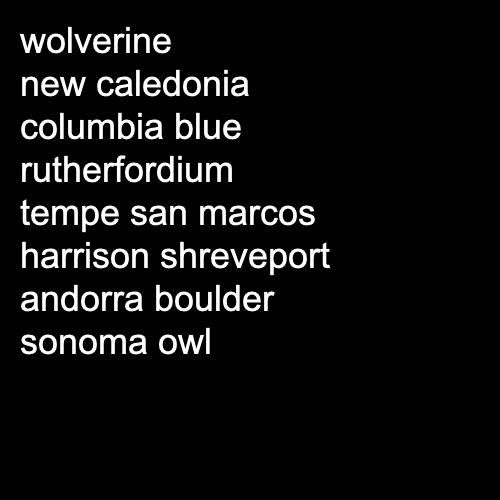 wolverine
new caledonia
columbia blue
rutherfordium
tempe san marcos
harrison shreveport
andorra boulder
sonoma owl